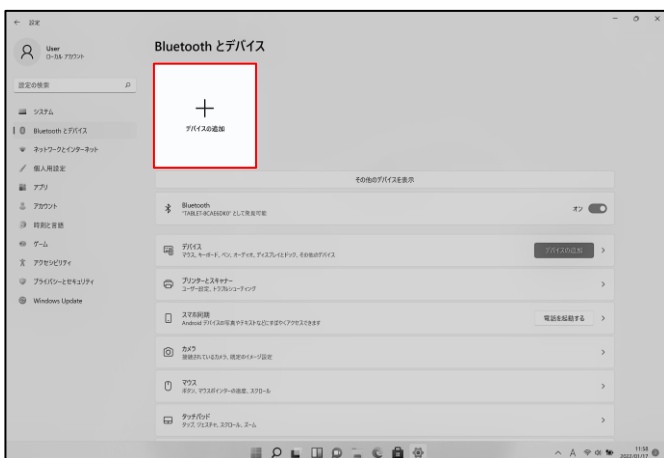 設定
User
ローカル アカウント
設定の検索
システム
Bluetooth とデバイス
ネットワークとインターネット
個人用設定
アプリ
アカウント
時刻と言語
ゲーム
アクセシビリティ
プライバシーとセキュリティ
Windows Update
Bluetooth とデバイス
デバイスの追加
その他のデバイスを表示
Bluetooth
オン
デバイス
マウス, キーボード, ペン, オーディオ, ディスプレイとドック, その他のデバイス
デバイスの追加
プリンターとスキャナー
ユーザー設定, トラブルシューティング
スマホ同期
Android デバイスの写真やテキストなどにすばやくアクセスできます
電話を起動する
カメラ
接続されているカメラ, 既定のイメージ設定
マウス
ボタン, マウス ポインターの速度, スクロール
タッチパッド
タップ, ジェスチャ, スクロール, ズーム
A
11:58
2022/01/17